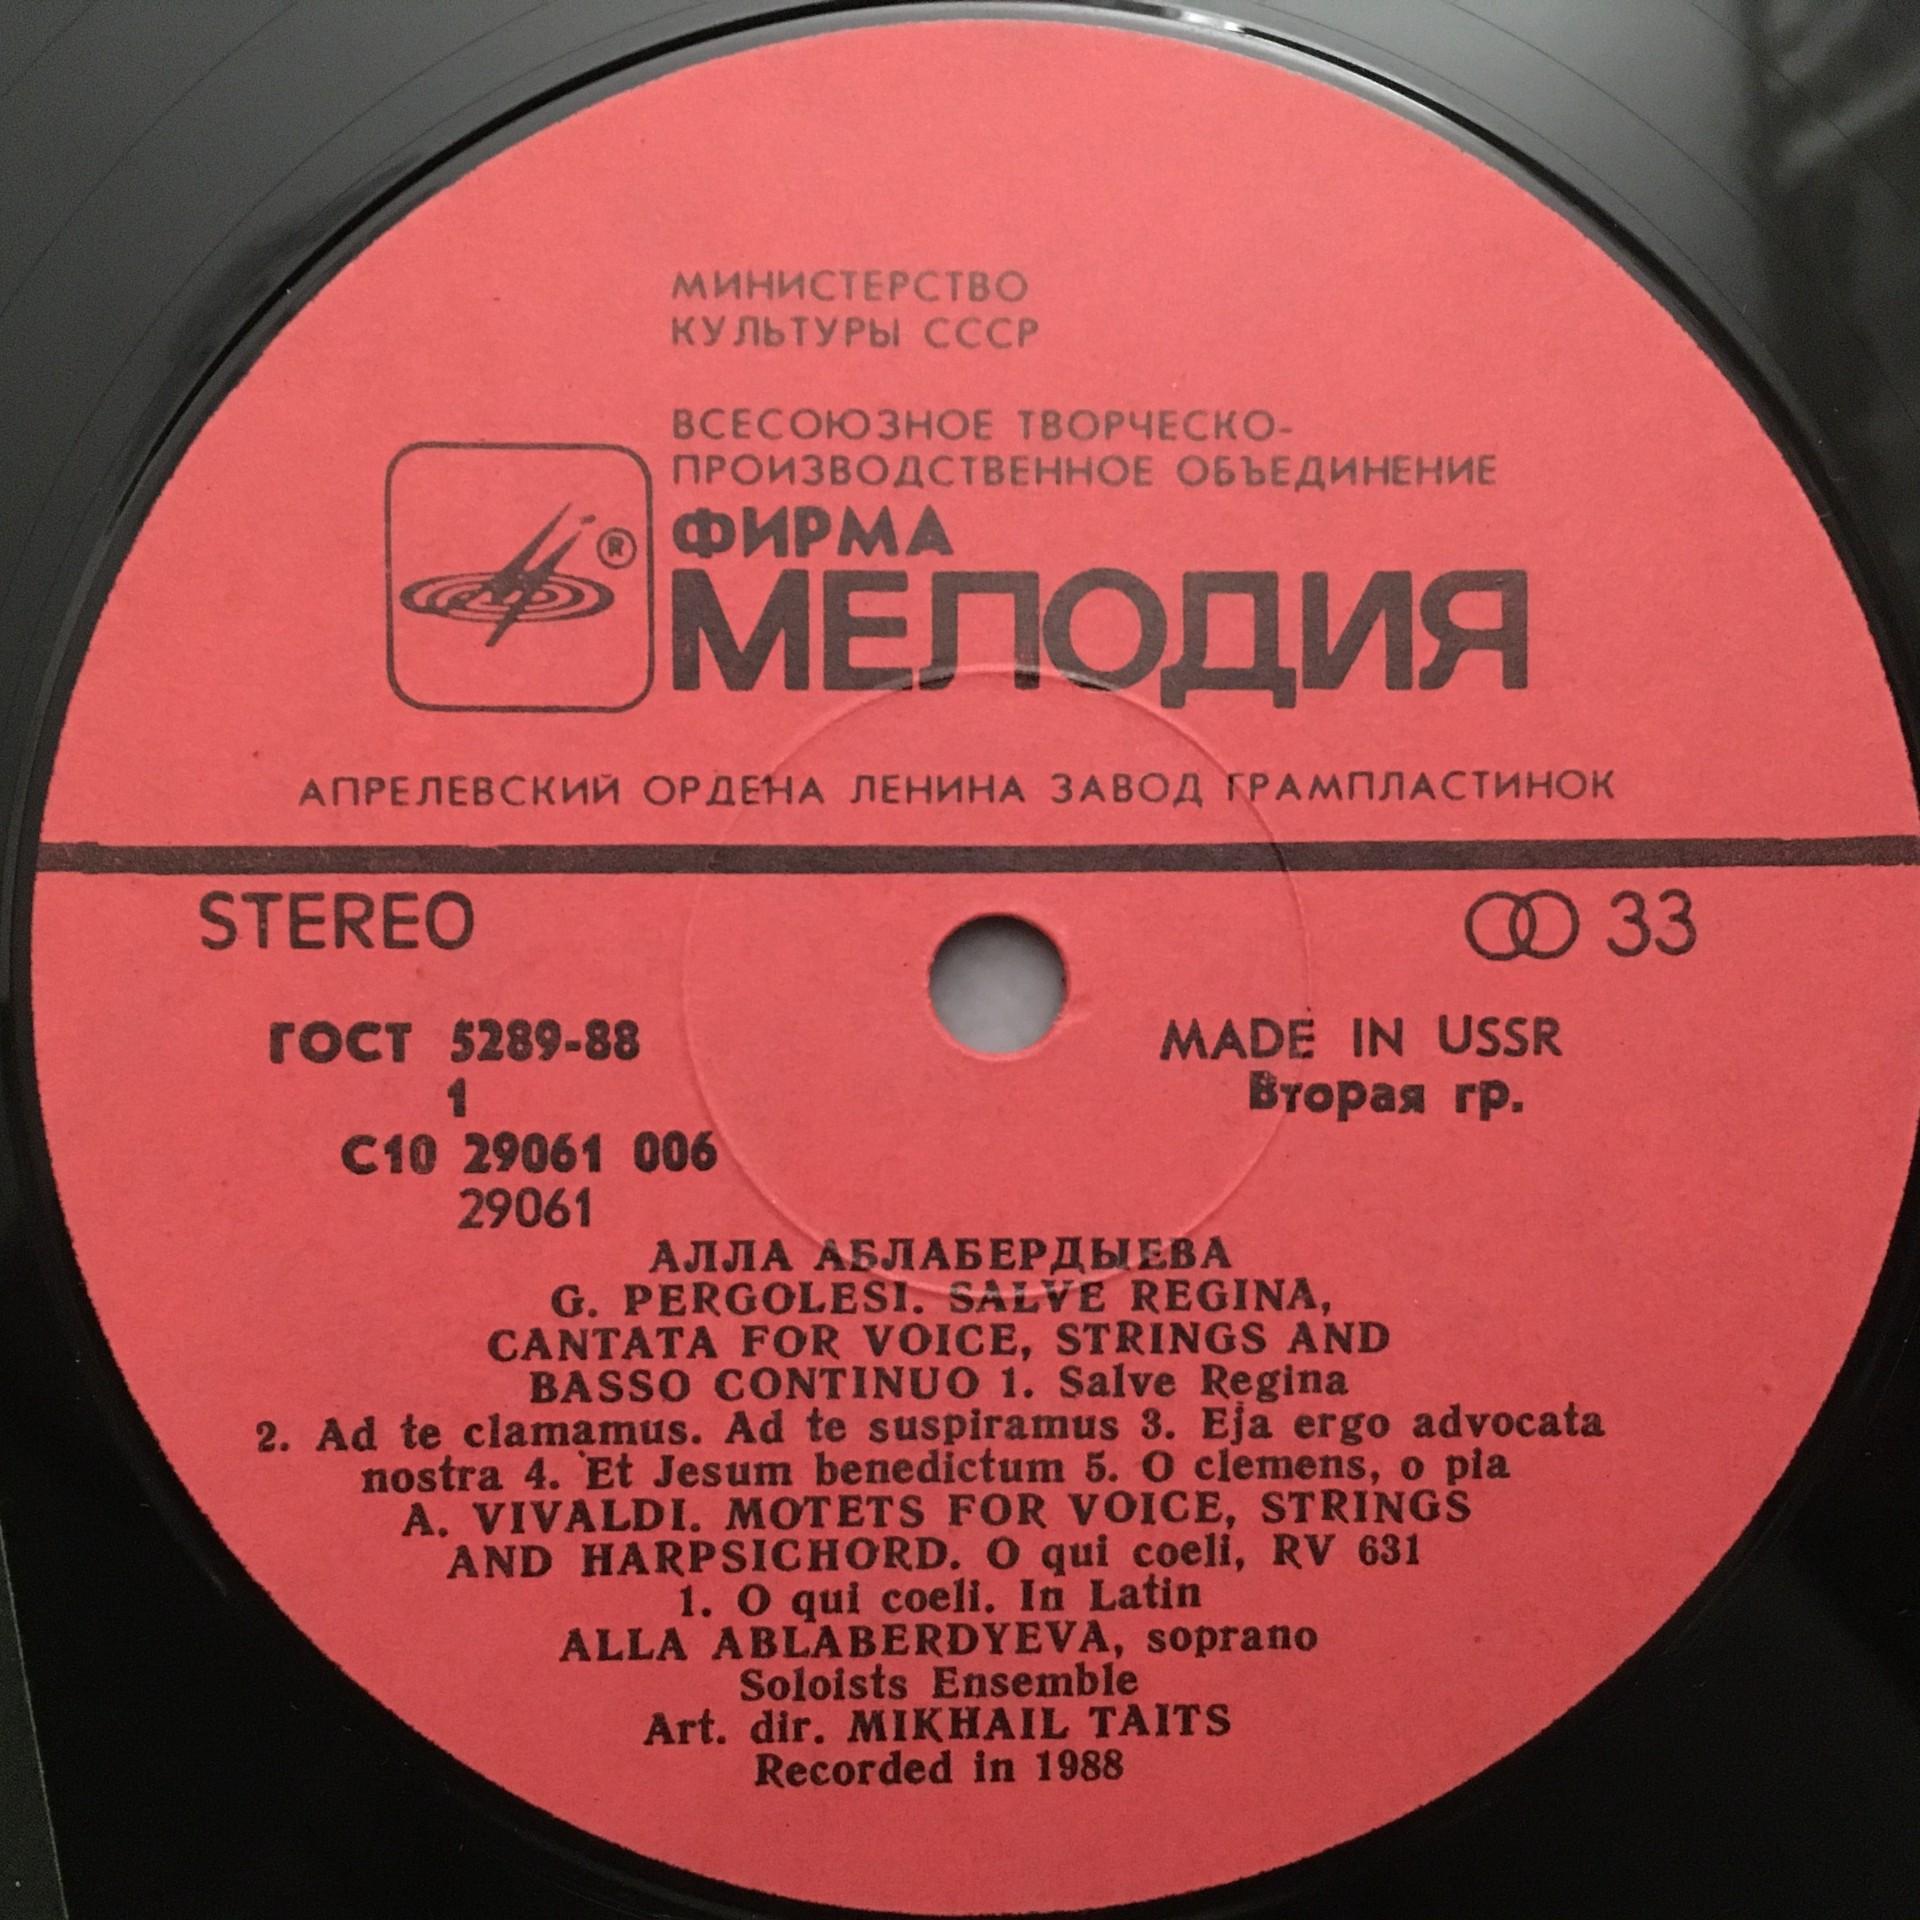 МИНИСТЕРСТВО
КУЛЬТУРЫ СССР
ВСЕСОЮЗНОЕ ТВОРЧЕСКО-
ПРОИЗВОДСТВЕННОЕ ОБЪЕДИНЕНИЕ
®
ФИРМА
МЕЛОДИЯ
АПРЕЛЕВСКИЙ ОРДЕНА ЛЕНИНА ЗАВОД ГРАМПЛАСТИНОК
STEREO
33
ГОСТ 5289-88
MADE IN USSR
1
Вторая гр.
С10 29061 006
29061
АЛЛА АБЛАБЕРДЫЕВА
G. PERGOLESI. SALVE REGINA,
CANTATA FOR VOICE, STRINGS AND
BASSO CONTINUO 1. Salve Regina
2. Ad te clamamus. Ad te suspiramus 3. Eja ergo advocata
nostra 4. Et Jesum benedictum 5. O clemens, o pia
A. VIVALDI. MOTETS FOR VOICE, STRINGS
AND HARPSICHORD. O qui coeli, RV 631
1. O qui coeli. In Latin
ALLA ABLABERDYEVA, soprano
Soloists Ensemble
Art. dir. MIKHAIL TAITS
Recorded in 1988